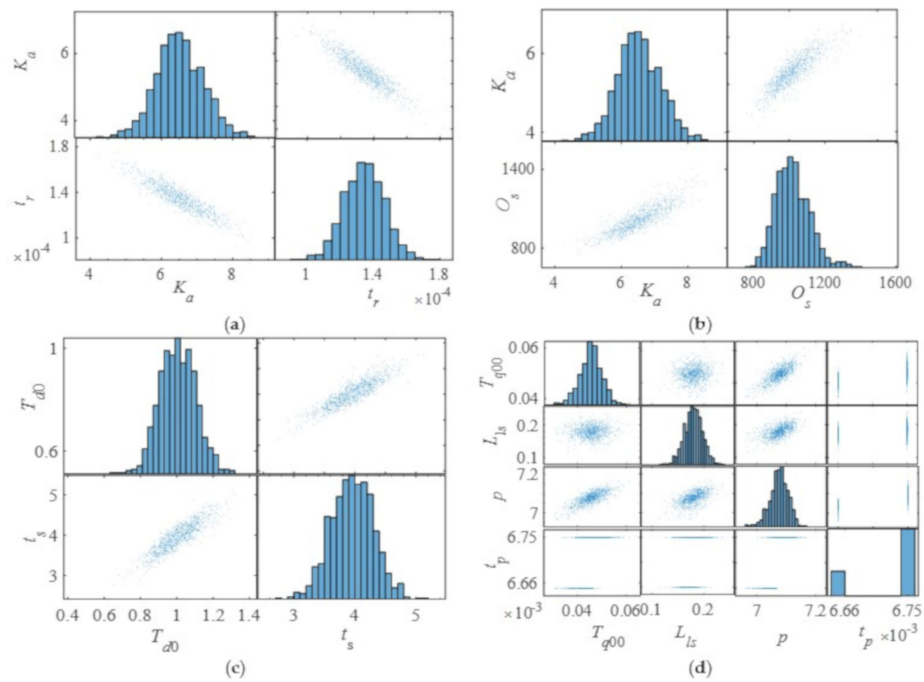 K_a 6 4
t_r 1.8 1.4 1 ×10^-4
4 6 8 1 1.4 1.8 ×10^-4
K_a t_r
(a)
K_a 6 4
O_s 1400 800
4 6 8 800 1200 1600
K_a O_s
(b)
T_d0 1 0.6
t_s 5 4 3
0.4 0.6 0.8 1.0 1.2 1.4 3 4 5
T_d0 t_s
(c)
T_q00 0.06 0.04
L_ls 0.2 0.1
p 7.2 7
t_p 6.75 6.66
×10^-3 0.04 0.06 0.1 0.2 7 7.2 6.66 6.75
T_q00 L_ls p t_p ×10^-3
(d)